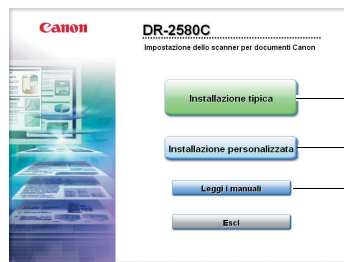 Canon
DR-2580C
Impostazione dello scanner per documenti Canon
Installazione tipica
Installazione personalizzata
Leggi i manuali
Esci